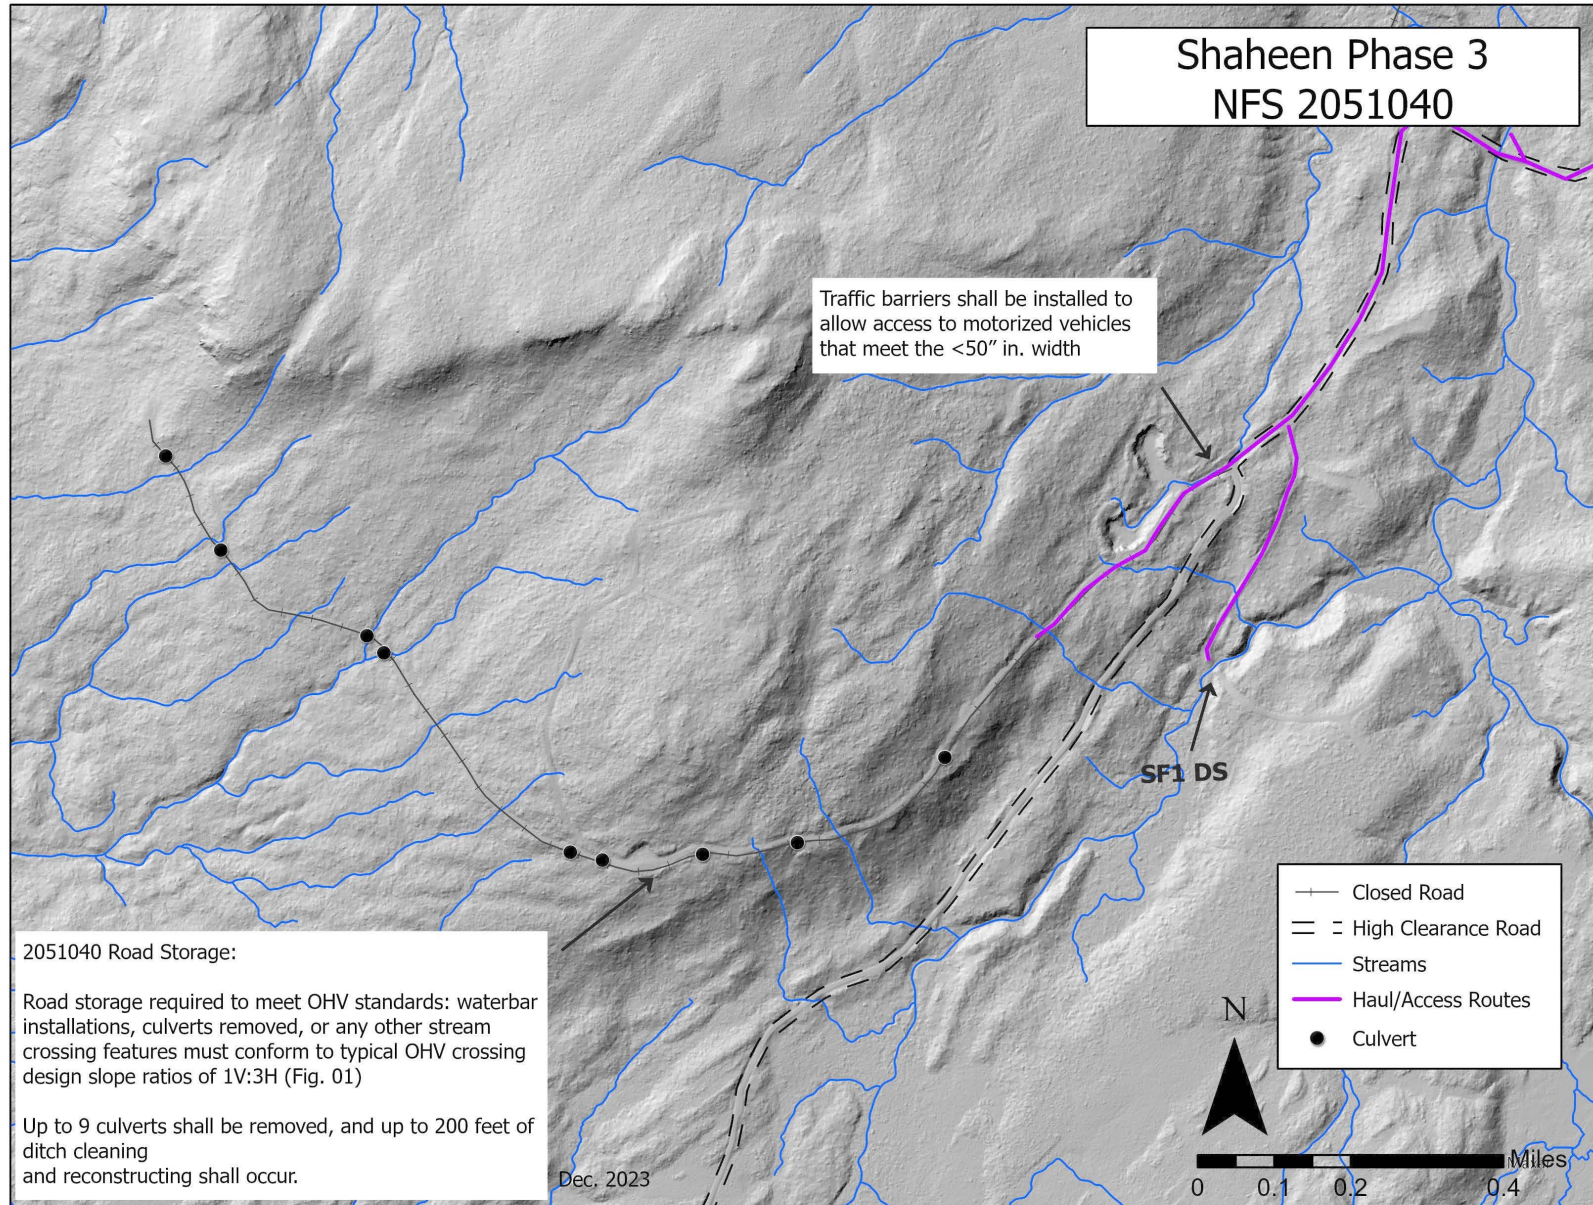 Shaheen Phase 3
NFS 2051040
Traffic barriers shall be installed to
allow access to motorized vehicles
that meet the <50” in. width
SF1 DS
Closed Road
High Clearance Road
Streams
Haul/Access Routes
Culvert
2051040 Road Storage:
Road storage required to meet OHV standards: waterbar
installations, culverts removed, or any other stream
crossing features must conform to typical OHV crossing
design slope ratios of 1V:3H (Fig. 01)
Up to 9 culverts shall be removed, and up to 200 feet of
ditch cleaning
and reconstructing shall occur.
Dec. 2023
N
Miles
0 0.1 0.2 0.4